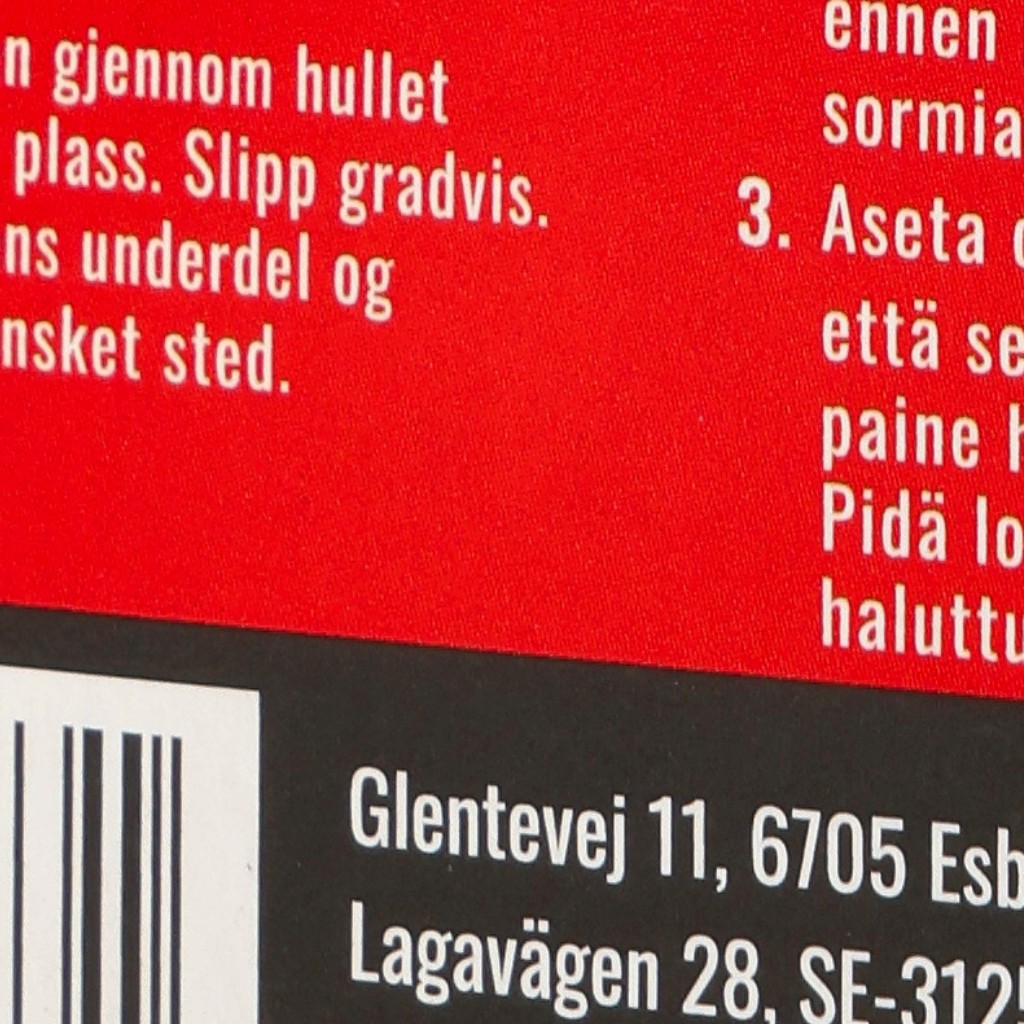 n gjennom hullet
plass. Slipp gradvis.
ns underdel og
nsket sted.
ennen
sormia
3. Aseta
että se
paine h
Pidä lo
haluttu
Glentevej 11, 6705 Esb
Lagavägen 28, SE-312